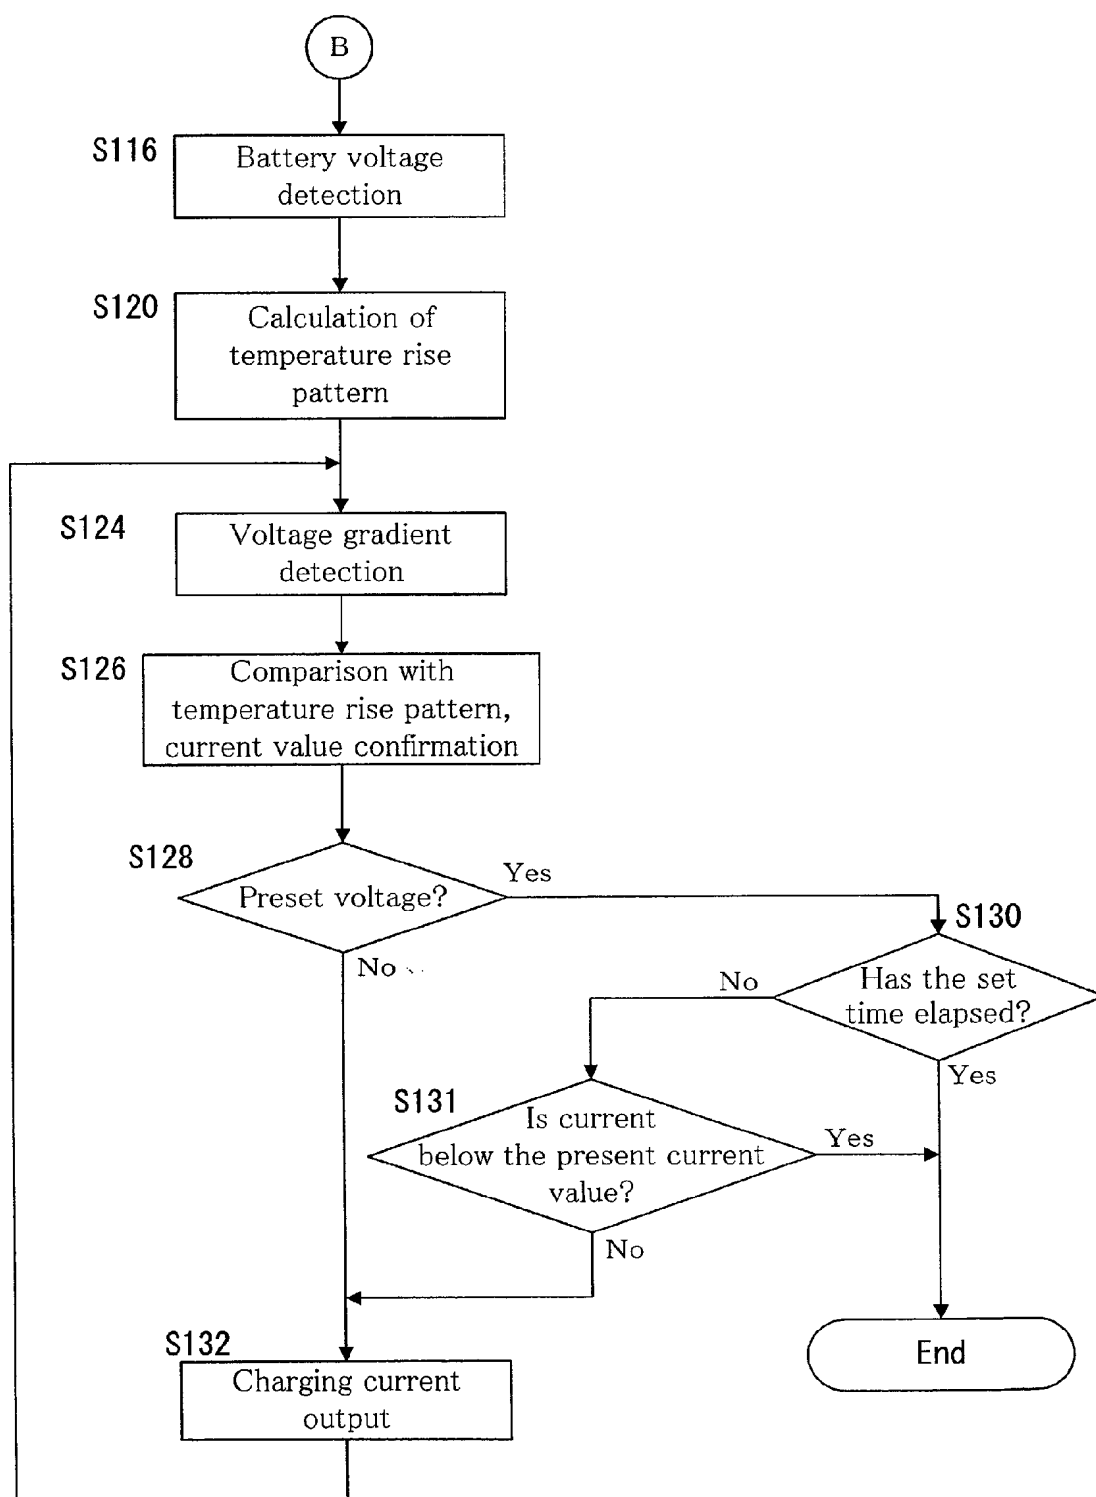 B
S116
Battery voltage
detection
S120
Calculation of
temperature rise
pattern
S124
Voltage gradient
detection
S126
Comparison with
temperature rise pattern,
current value confirmation
S128
Preset voltage?
Yes
No
S130
Has the set
time elapsed?
No
Yes
S131
Is current
below the present current
value?
Yes
No
S132
Charging current
output
End